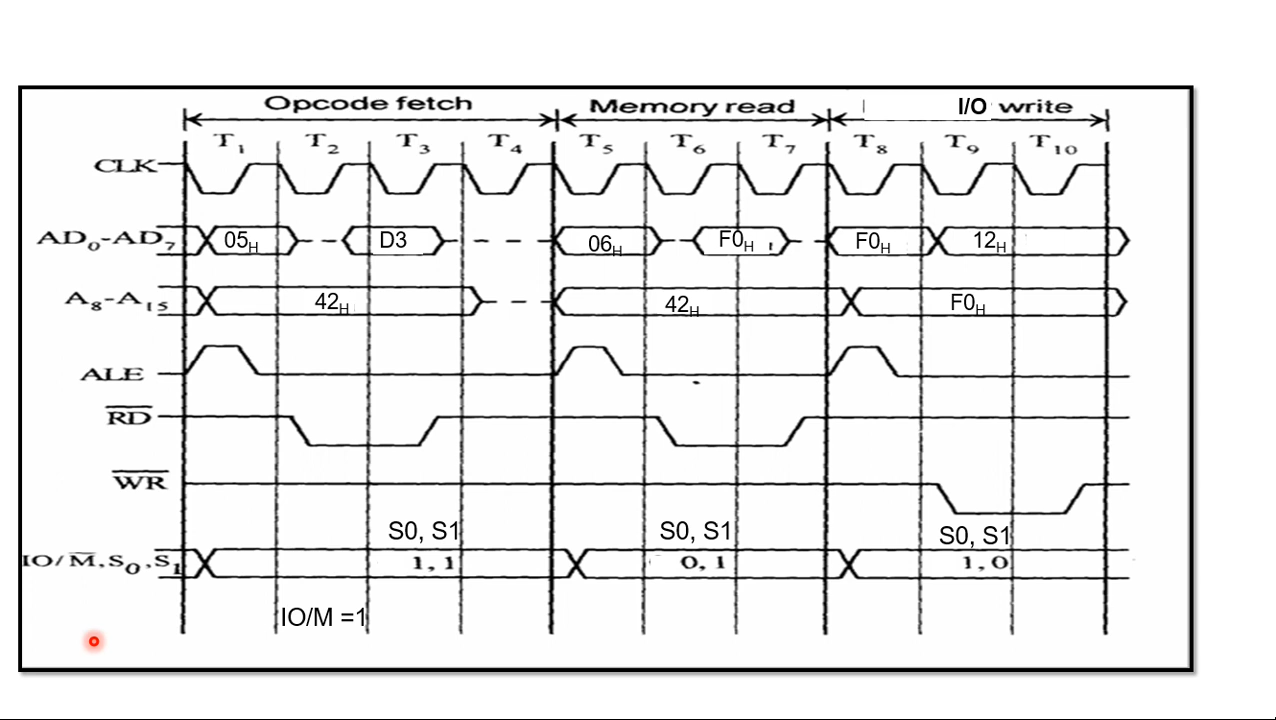 Opcode fetch Memory read I/O write
T1 T2 T3 T4 T5 T6 T7 T8 T9 T10
CLK
AD0-AD7 05H D3 06H F0H F0H 12H
A8-A15 42H 42H F0H
ALE
R̅D̅
W̅R̅
S0, S1 S0, S1 S0, S1
IO/M̅,S0,S1 1,1 0,1 1,0
IO/M =1